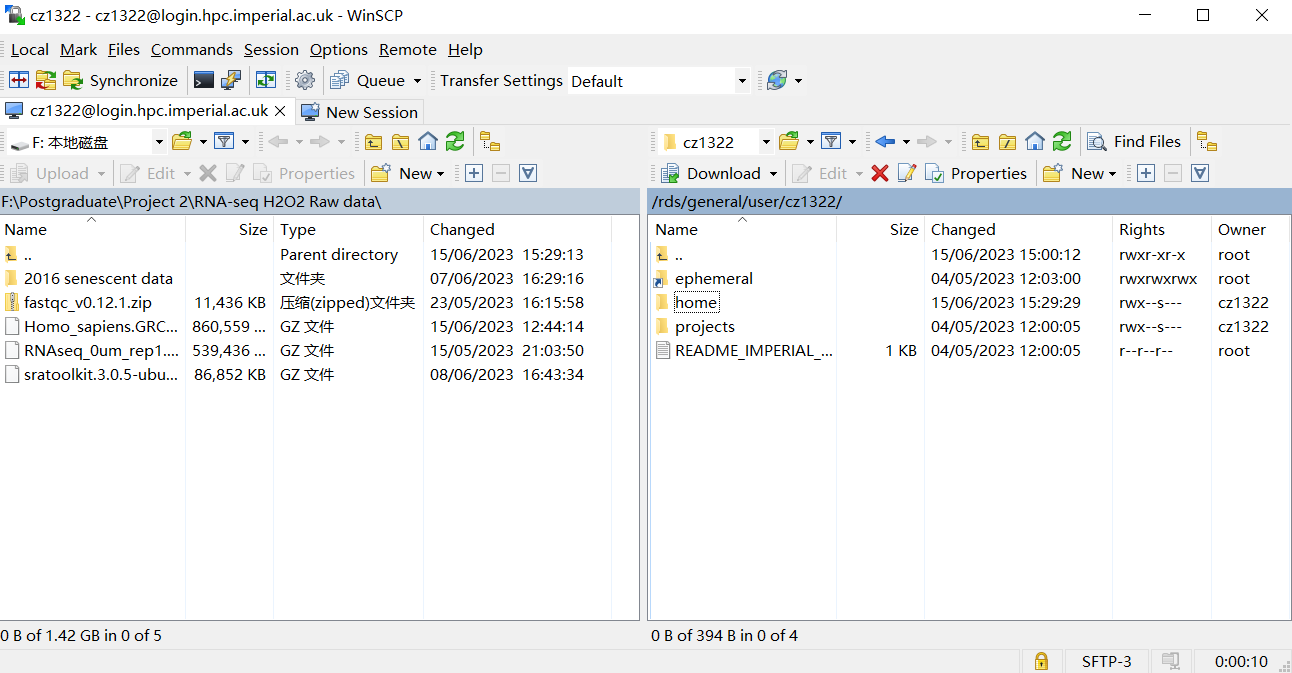 cz1322 - cz1322@login.hpc.imperial.ac.uk - WinSCP
Local Mark Files Commands Session Options Remote Help
Synchronize Queue Transfer Settings Default
cz1322@login.hpc.imperial.ac.uk New Session
F: 本地磁盘 cz1322 Find Files
Upload Edit Properties New Download Edit Properties New
F:\Postgraduate\Project 2\RNA-seq H2O2 Raw data\ /rds/general/user/cz1322/
Name Size Type Changed Name Size Changed Rights Owner
.. Parent directory 15/06/2023 15:29:13 .. 15/06/2023 15:00:12 rwxr-xr-x root
2016 senescent data 文件夹 07/06/2023 16:29:16 ephemeral 04/05/2023 12:03:00 rwxrwxrwx root
fastqc_v0.12.1.zip 11,436 KB 压缩(zipped)文件夹 23/05/2023 16:15:58 home 15/06/2023 15:29:29 rwx--s--- cz1322
Homo_sapiens.GRC... 860,559 ... GZ 文件 15/06/2023 12:44:14 projects 04/05/2023 12:00:05 rwx--s--- cz1322
RNAseq_0um_rep1.... 539,436 ... GZ 文件 15/05/2023 21:03:50 README_IMPERIAL_... 1 KB 04/05/2023 12:00:05 r--r--r-- root
sratoolkit.3.0.5-ubu... 86,852 KB GZ 文件 08/06/2023 16:43:34
0 B of 1.42 GB in 0 of 5 0 B of 394 B in 0 of 4
SFTP-3 0:00:10